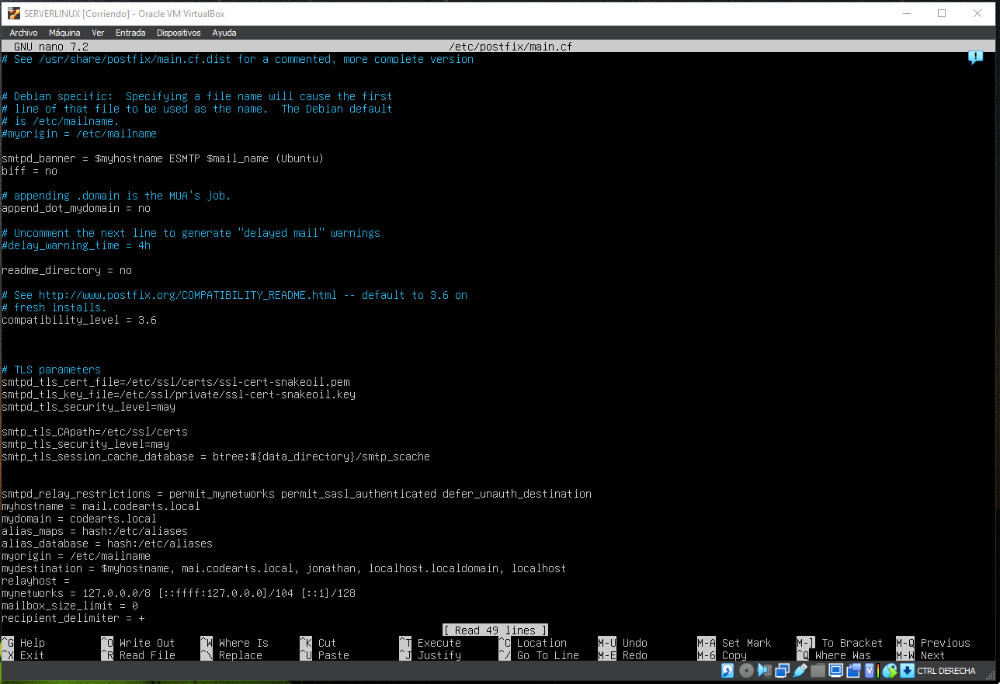 SERVERLINUX [Corriendo] - Oracle VM VirtualBox
Archivo Máquina Ver Entrada Dispositivos Ayuda
GNU nano 7.2 /etc/postfix/main.cf
# See /usr/share/postfix/main.cf.dist for a commented, more complete version
# Debian specific:  Specifying a file name will cause the first
# line of that file to be used as the name.  The Debian default
# is /etc/mailname.
#myorigin = /etc/mailname
smtpd_banner = $myhostname ESMTP $mail_name (Ubuntu)
biff = no
# appending .domain is the MUA's job.
append_dot_mydomain = no
# Uncomment the next line to generate "delayed mail" warnings
#delay_warning_time = 4h
readme_directory = no
# See http://www.postfix.org/COMPATIBILITY_README.html -- default to 3.6 on
# fresh installs.
compatibility_level = 3.6
# TLS parameters
smtpd_tls_cert_file=/etc/ssl/certs/ssl-cert-snakeoil.pem
smtpd_tls_key_file=/etc/ssl/private/ssl-cert-snakeoil.key
smtpd_tls_security_level=may
smtp_tls_CApath=/etc/ssl/certs
smtp_tls_security_level=may
smtp_tls_session_cache_database = btree:${data_directory}/smtp_scache
smtpd_relay_restrictions = permit_mynetworks permit_sasl_authenticated defer_unauth_destination
myhostname = mail.codearts.local
mydomain = codearts.local
alias_maps = hash:/etc/aliases
alias_database = hash:/etc/aliases
myorigin = /etc/mailname
mydestination = $myhostname, mai.codearts.local, jonathan, localhost.localdomain, localhost
relayhost =
mynetworks = 127.0.0.0/8 [::ffff:127.0.0.0]/104 [::1]/128
mailbox_size_limit = 0
recipient_delimiter = +
[ Read 49 lines ]
^G Help ^O Write Out ^W Where Is ^K Cut ^T Execute ^C Location M-U Undo M-A Set Mark M-] To Bracket M-Q Previous
^X Exit ^R Read File ^\ Replace ^U Paste ^J Justify ^/ Go To Line M-E Redo M-6 Copy ^Q Where Was M-W Next
CTRL DERECHA